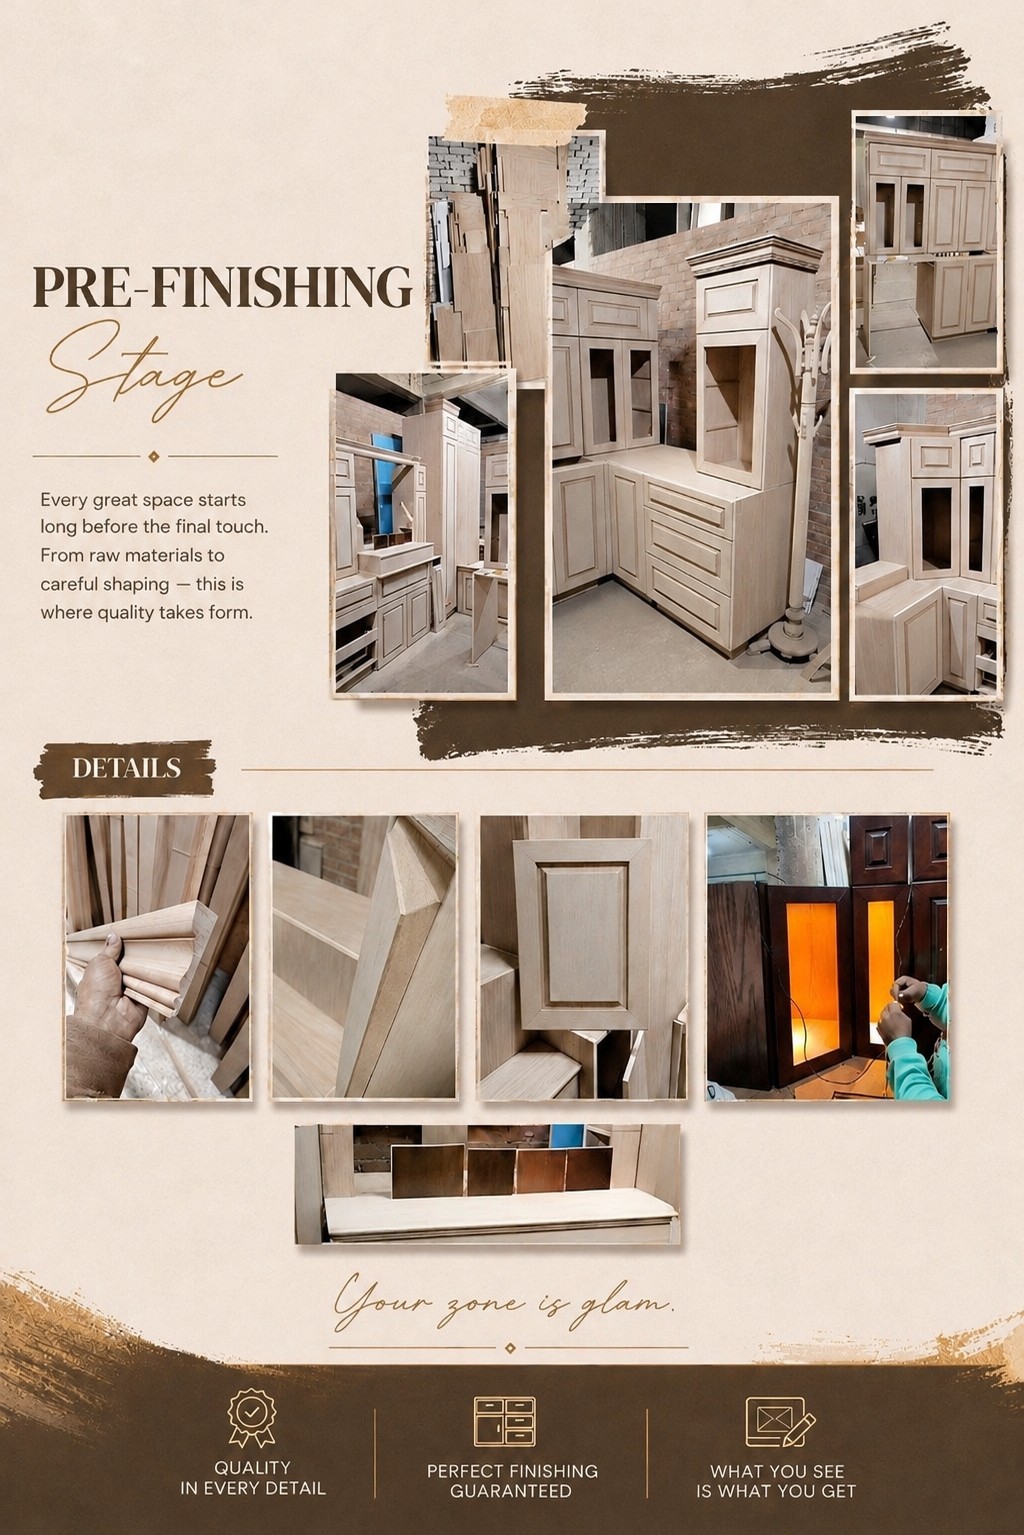 PRE-FINISHING
Stage
Every great space starts
long before the final touch.
From raw materials to
careful shaping — this is
where quality takes form.
DETAILS
Your zone is glam.
QUALITY
IN EVERY DETAIL
PERFECT FINISHING
GUARANTEED
WHAT YOU SEE
IS WHAT YOU GET